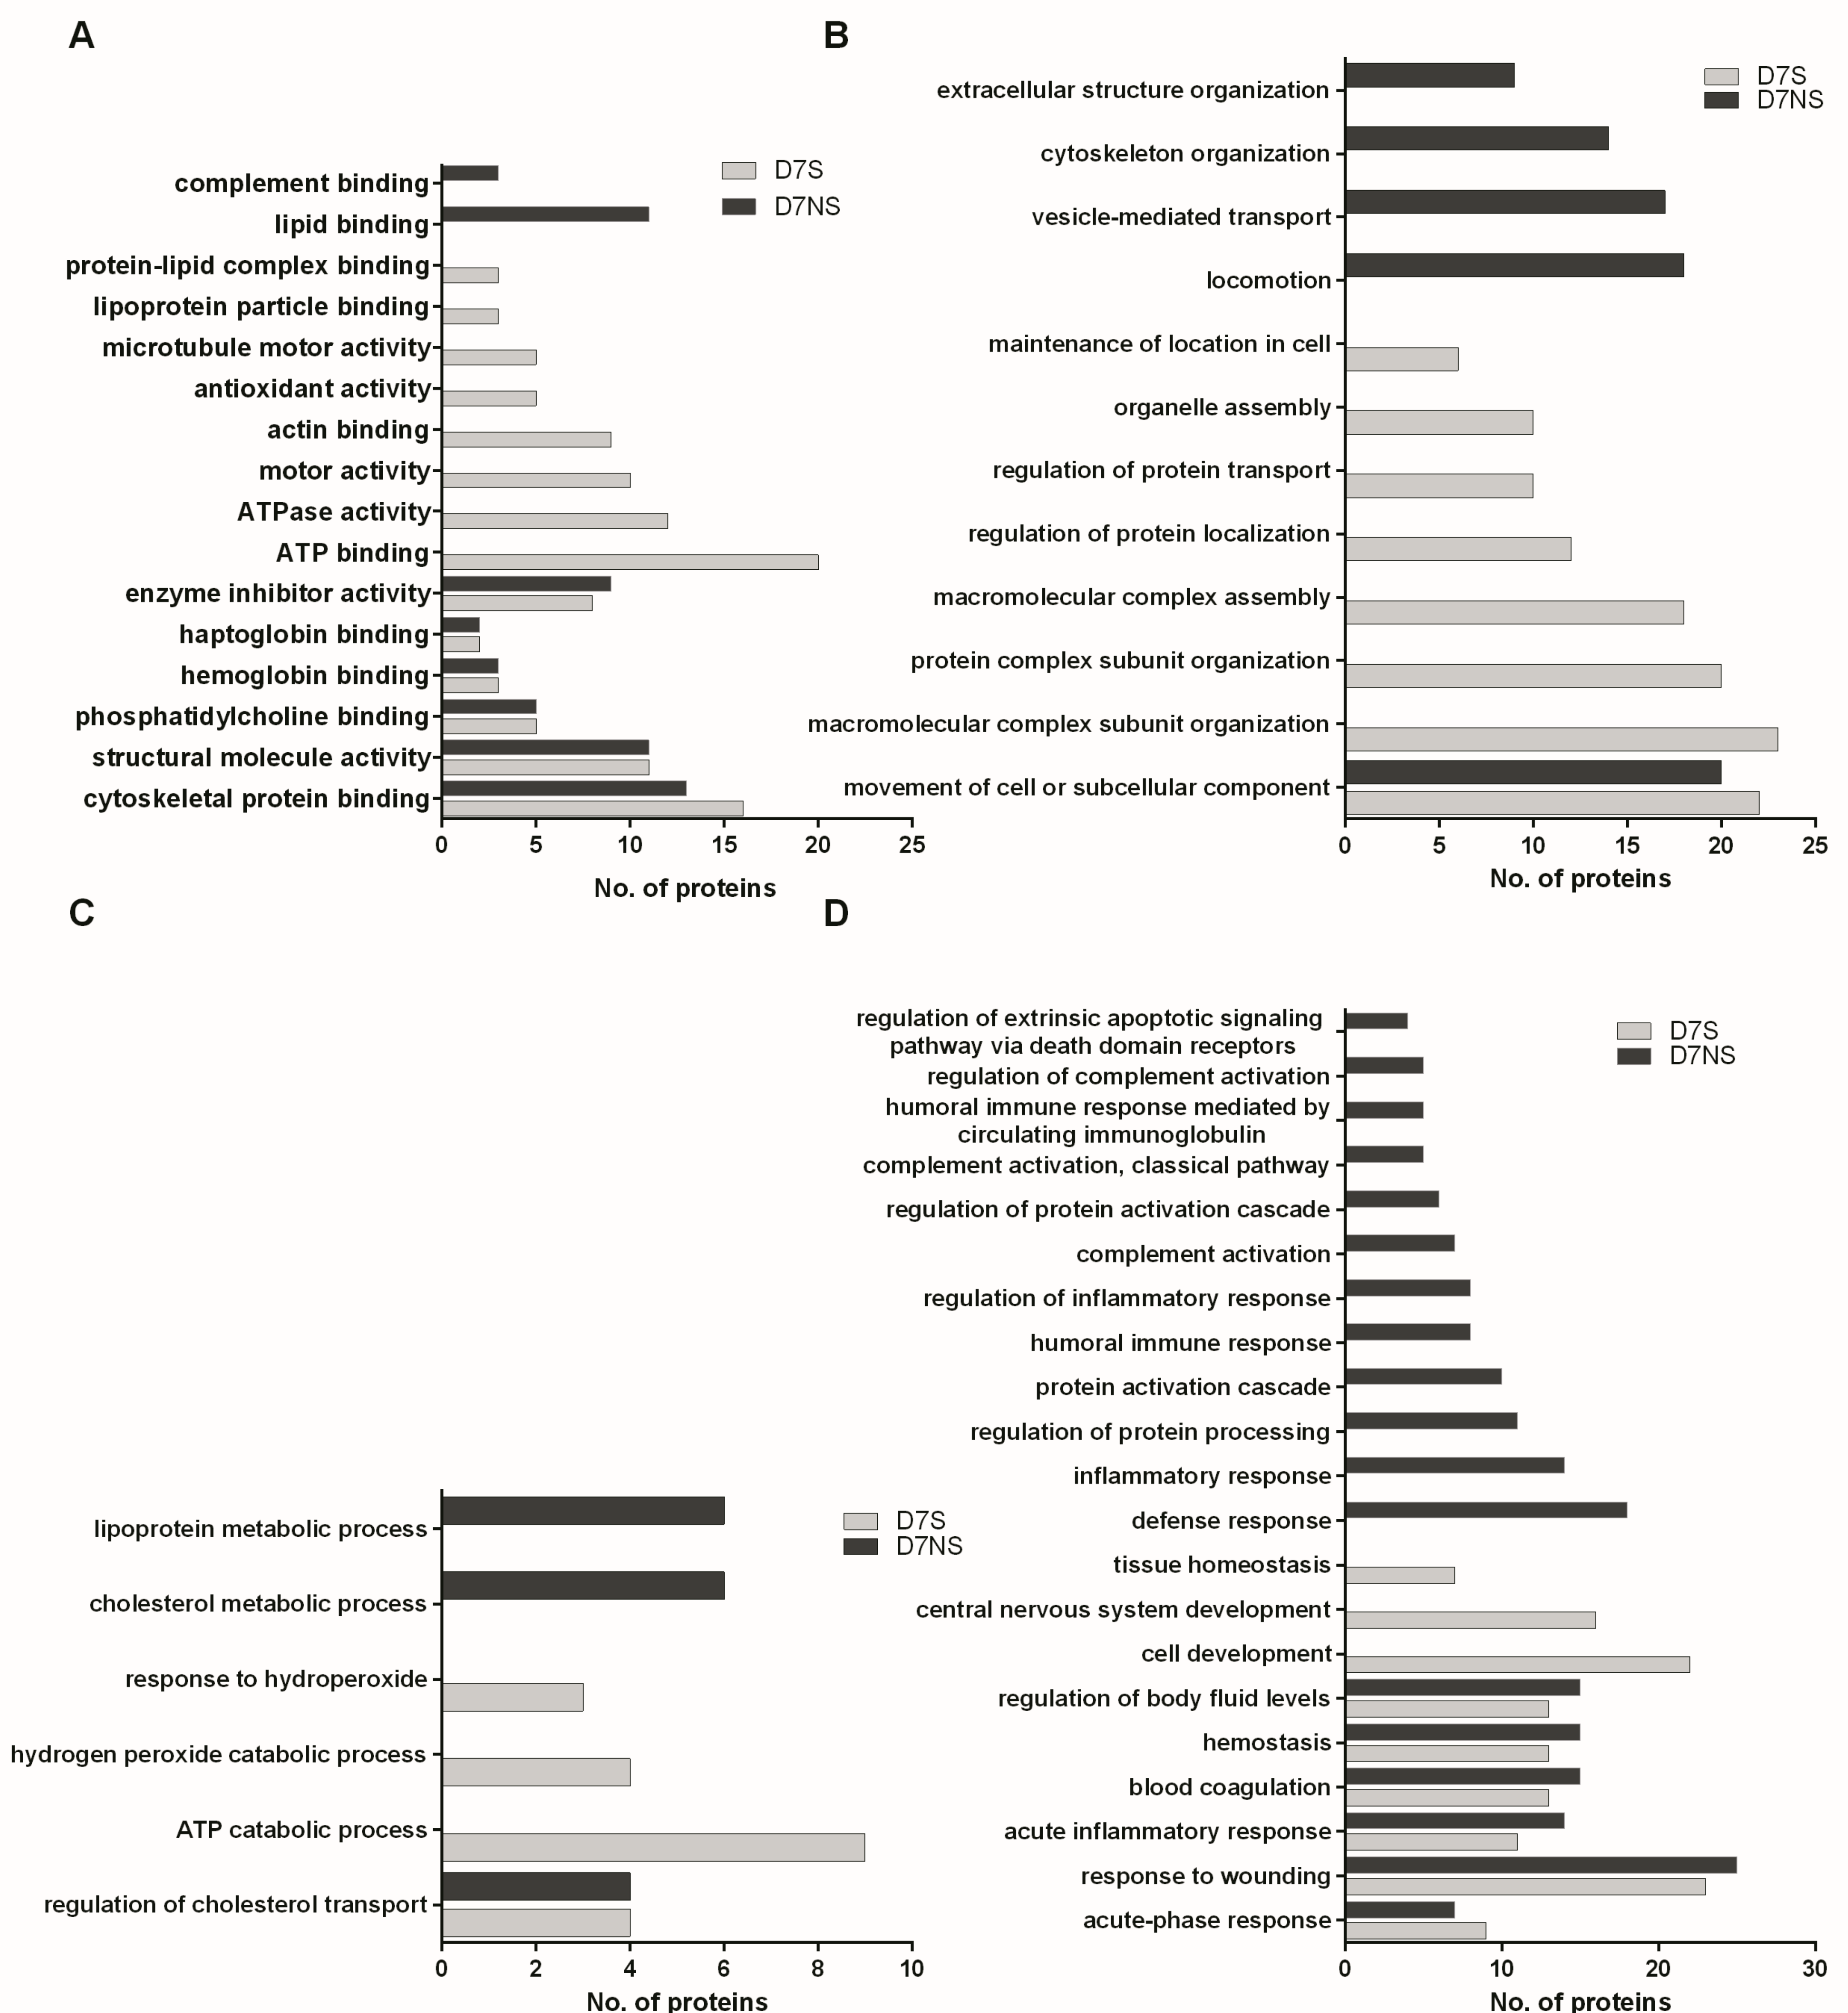 A
complement binding
lipid binding
protein-lipid complex binding
lipoprotein particle binding
microtubule motor activity
antioxidant activity
actin binding
motor activity
ATPase activity
ATP binding
enzyme inhibitor activity
haptoglobin binding
hemoglobin binding
phosphatidylcholine binding
structural molecule activity
cytoskeletal protein binding
D7S
D7NS
0 5 10 15 20 25
No. of proteins
B
extracellular structure organization
cytoskeleton organization
vesicle-mediated transport
locomotion
maintenance of location in cell
organelle assembly
regulation of protein transport
regulation of protein localization
macromolecular complex assembly
protein complex subunit organization
macromolecular complex subunit organization
movement of cell or subcellular component
D7S
D7NS
0 5 10 15 20 25
No. of proteins
C
lipoprotein metabolic process
cholesterol metabolic process
response to hydroperoxide
hydrogen peroxide catabolic process
ATP catabolic process
regulation of cholesterol transport
D7S
D7NS
0 2 4 6 8 10
No. of proteins
D
regulation of extrinsic apoptotic signaling
pathway via death domain receptors
regulation of complement activation
humoral immune response mediated by
circulating immunoglobulin
complement activation, classical pathway
regulation of protein activation cascade
complement activation
regulation of inflammatory response
humoral immune response
protein activation cascade
regulation of protein processing
inflammatory response
defense response
tissue homeostasis
central nervous system development
cell development
regulation of body fluid levels
hemostasis
blood coagulation
acute inflammatory response
response to wounding
acute-phase response
D7S
D7NS
0 10 20 30
No. of proteins